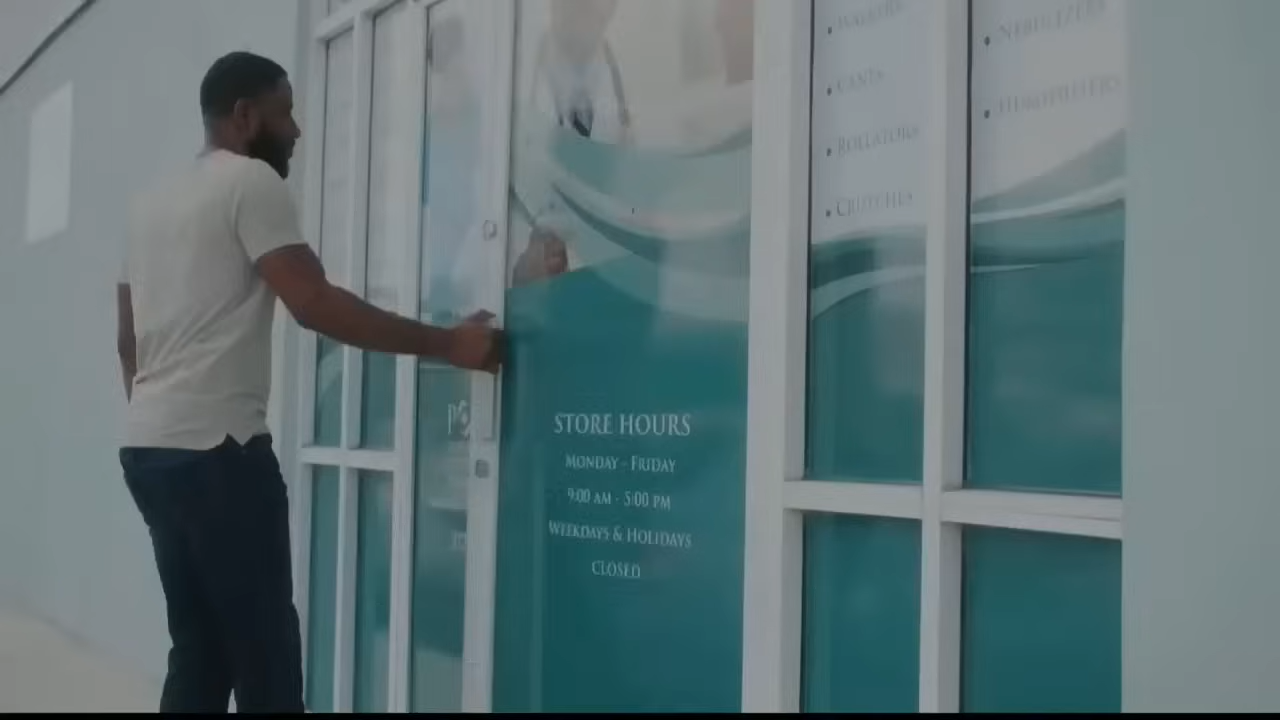 • WALKERS
• CANES
• ROLLATORS
• CRUTCHES
• NEBULIZERS
STORE HOURS
MONDAY - FRIDAY
9:00 AM - 5:00 PM
WEEKDAYS & HOLIDAYS
CLOSED